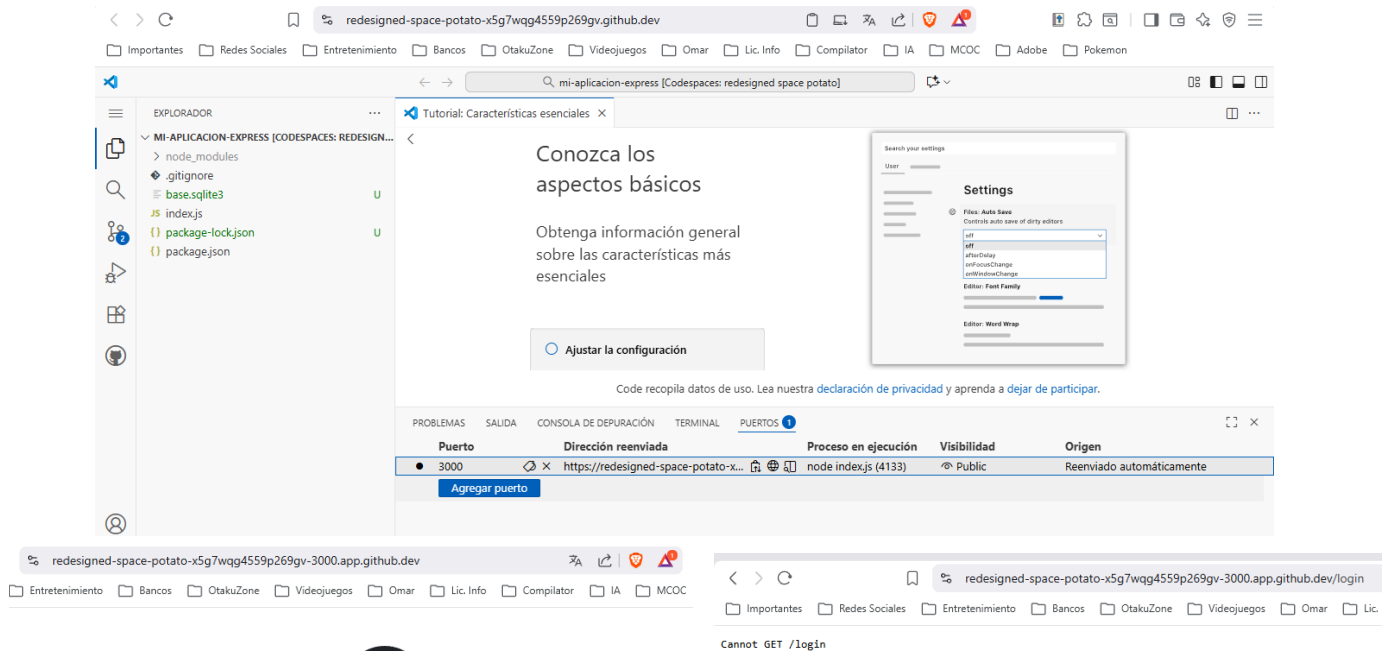 redesigned-space-potato-x5g7wqg4559p269gv.github.dev
Importantes Redes Sociales Entretenimiento Bancos OtakuZone Videojuegos Omar Lic. Info Compilator IA MCOC Adobe Pokemon
mi-aplicacion-express [Codespaces: redesigned space potato]
EXPLORADOR
MI-APLICACION-EXPRESS [CODESPACES: REDESIGN...
node_modules
.gitignore
base.sqlite3 U
JS index.js
{} package-lock.json U
{} package.json
2
Tutorial: Características esenciales
Conozca los
aspectos básicos
Obtenga información general
sobre las características más
esenciales
Ajustar la configuración
Search your settings
User
Settings
Files: Auto Save
Controls auto save of dirty editors
off
off
afterDelay
onFocusChange
onWindowChange
Editor: Font Family
Editor: Word Wrap
Code recopila datos de uso. Lea nuestra declaración de privacidad y aprenda a dejar de participar.
PROBLEMAS SALIDA CONSOLA DE DEPURACIÓN TERMINAL PUERTOS 1
Puerto Dirección reenviada Proceso en ejecución Visibilidad Origen
3000 https://redesigned-space-potato-x... node index.js (4133) Public Reenviado automáticamente
Agregar puerto
redesigned-space-potato-x5g7wqg4559p269gv-3000.app.github.dev
Entretenimiento Bancos OtakuZone Videojuegos Omar Lic. Info Compilator IA MCOC
redesigned-space-potato-x5g7wqg4559p269gv-3000.app.github.dev/login
Importantes Redes Sociales Entretenimiento Bancos OtakuZone Videojuegos Omar Lic.
Cannot GET /login